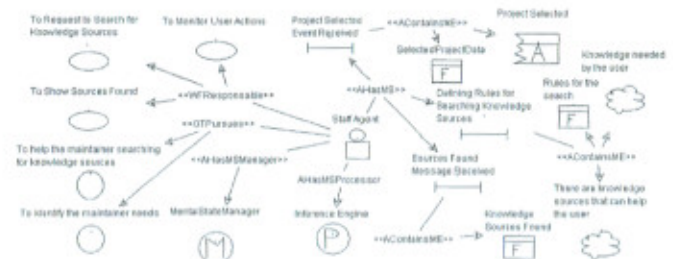 To Request to Search for
Knowledge Sources
To Monitor User Actions
Project Selected
Event Received
<<AContainsME>>
Project Selected
A
SelectedProjectData
F
Knowledge needed
by the user
Rules for the
search
F
<<WFResponsable>>
<<AHasMS>>
Defining Rules for
Searching Knowledge
Sources
To Show Sources Found
<<GTPursues>>
Staff Agent
To help the maintainer searching
for knowledge sources
<<AHasMSManager>>
Sources Found
Message Received
<<AContainsME>>
AHasMSProcessor
There are knowledge
sources that can help
the user
To identify the maintainer needs
MentalStateManager
M
Inference Engine
P
<<AContainsME>>
Knowledge
Sources Found
F